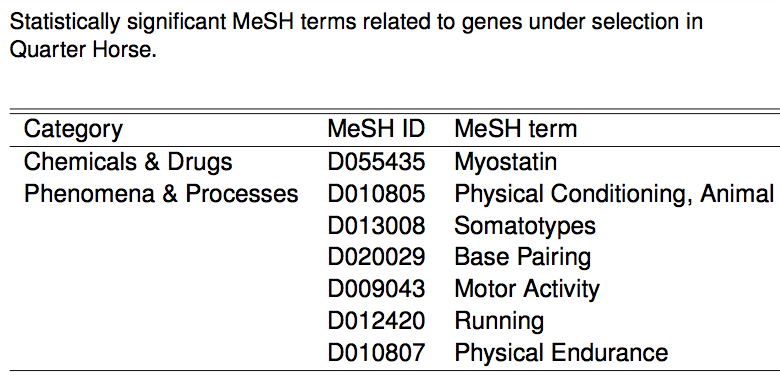 Statistically significant MeSH terms related to genes under selection in
Quarter Horse.
Category MeSH ID MeSH term
Chemicals & Drugs D055435 Myostatin
Phenomena & Processes D010805 Physical Conditioning, Animal
D013008 Somatotypes
D020029 Base Pairing
D009043 Motor Activity
D012420 Running
D010807 Physical Endurance